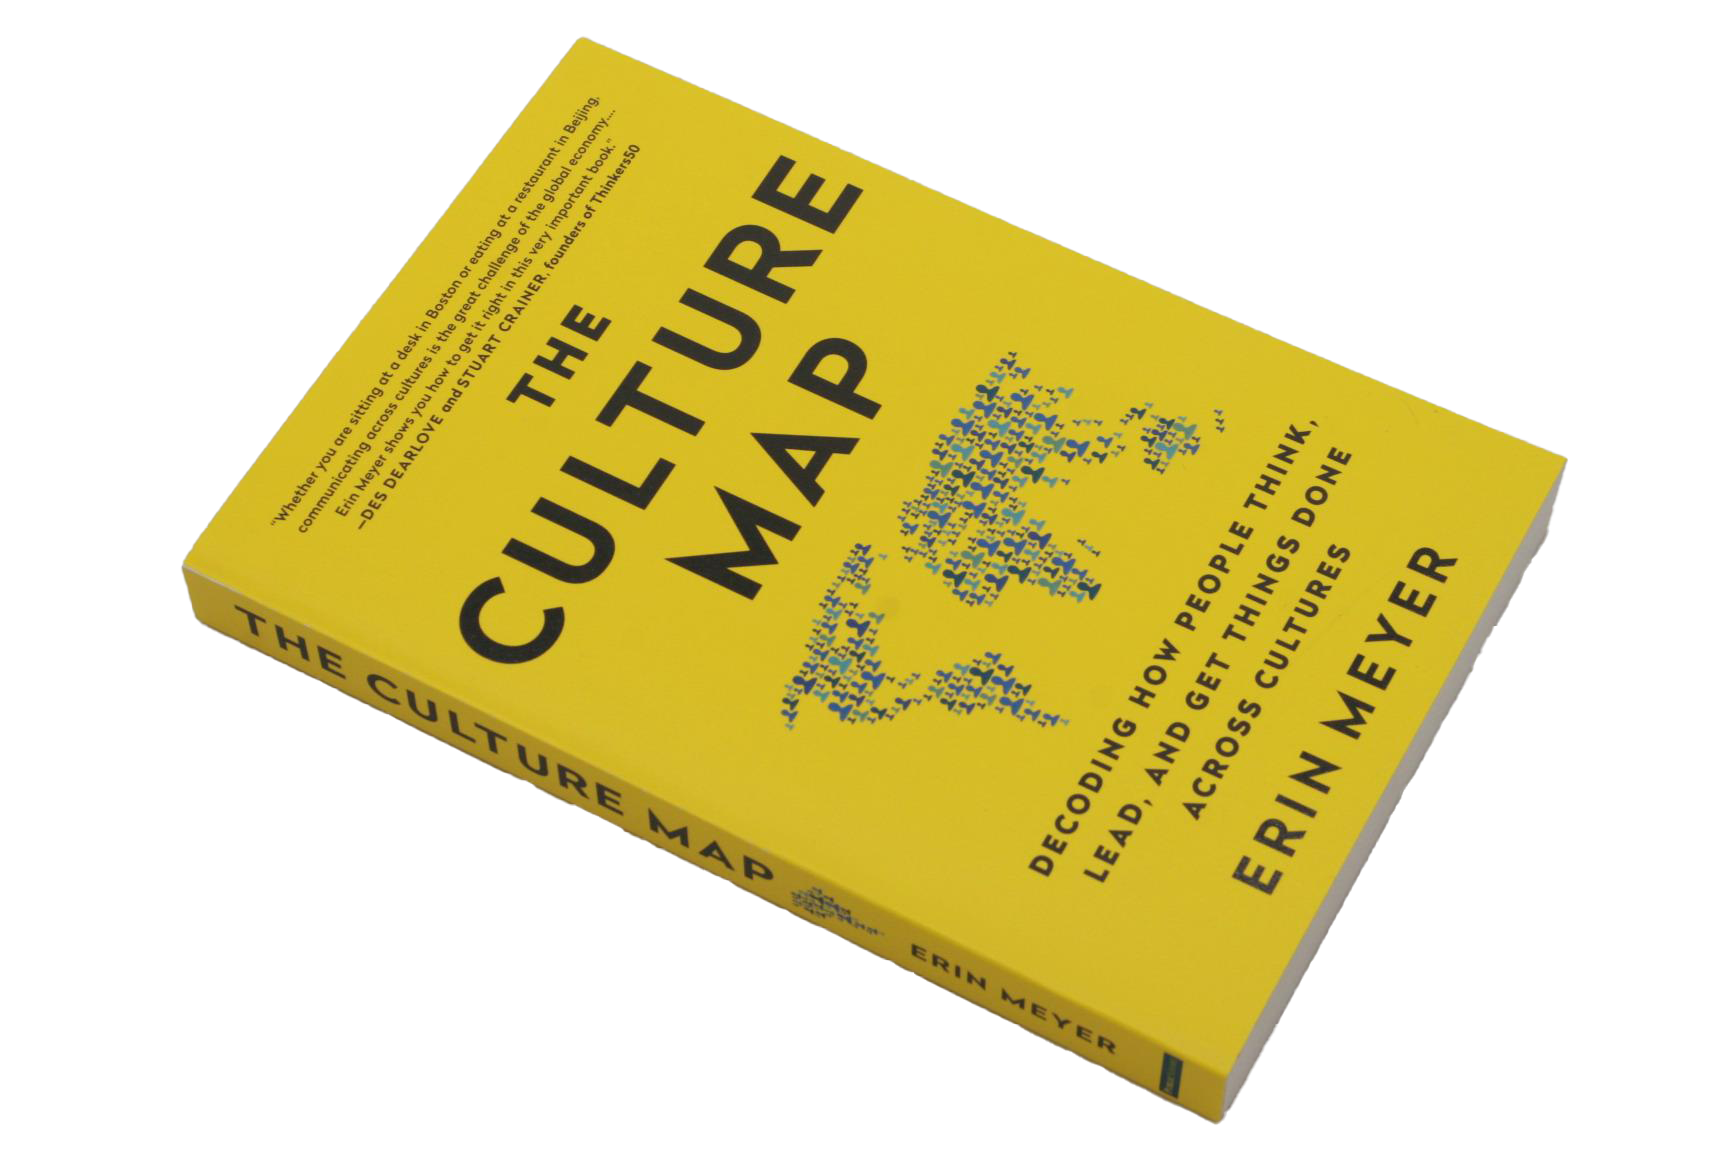 “Whether you are sitting at a desk in Boston or eating at a restaurant in Beijing,
communicating across cultures is the great challenge of the global economy....
Erin Meyer shows you how to get it right in this very important book.”
—DES DEARLOVE and STUART CRAINER, founders of Thinkers50
THE
CULTURE
MAP
DECODING HOW PEOPLE THINK,
LEAD, AND GET THINGS DONE
ACROSS CULTURES
ERIN MEYER
THE CULTURE MAP ERIN MEYER